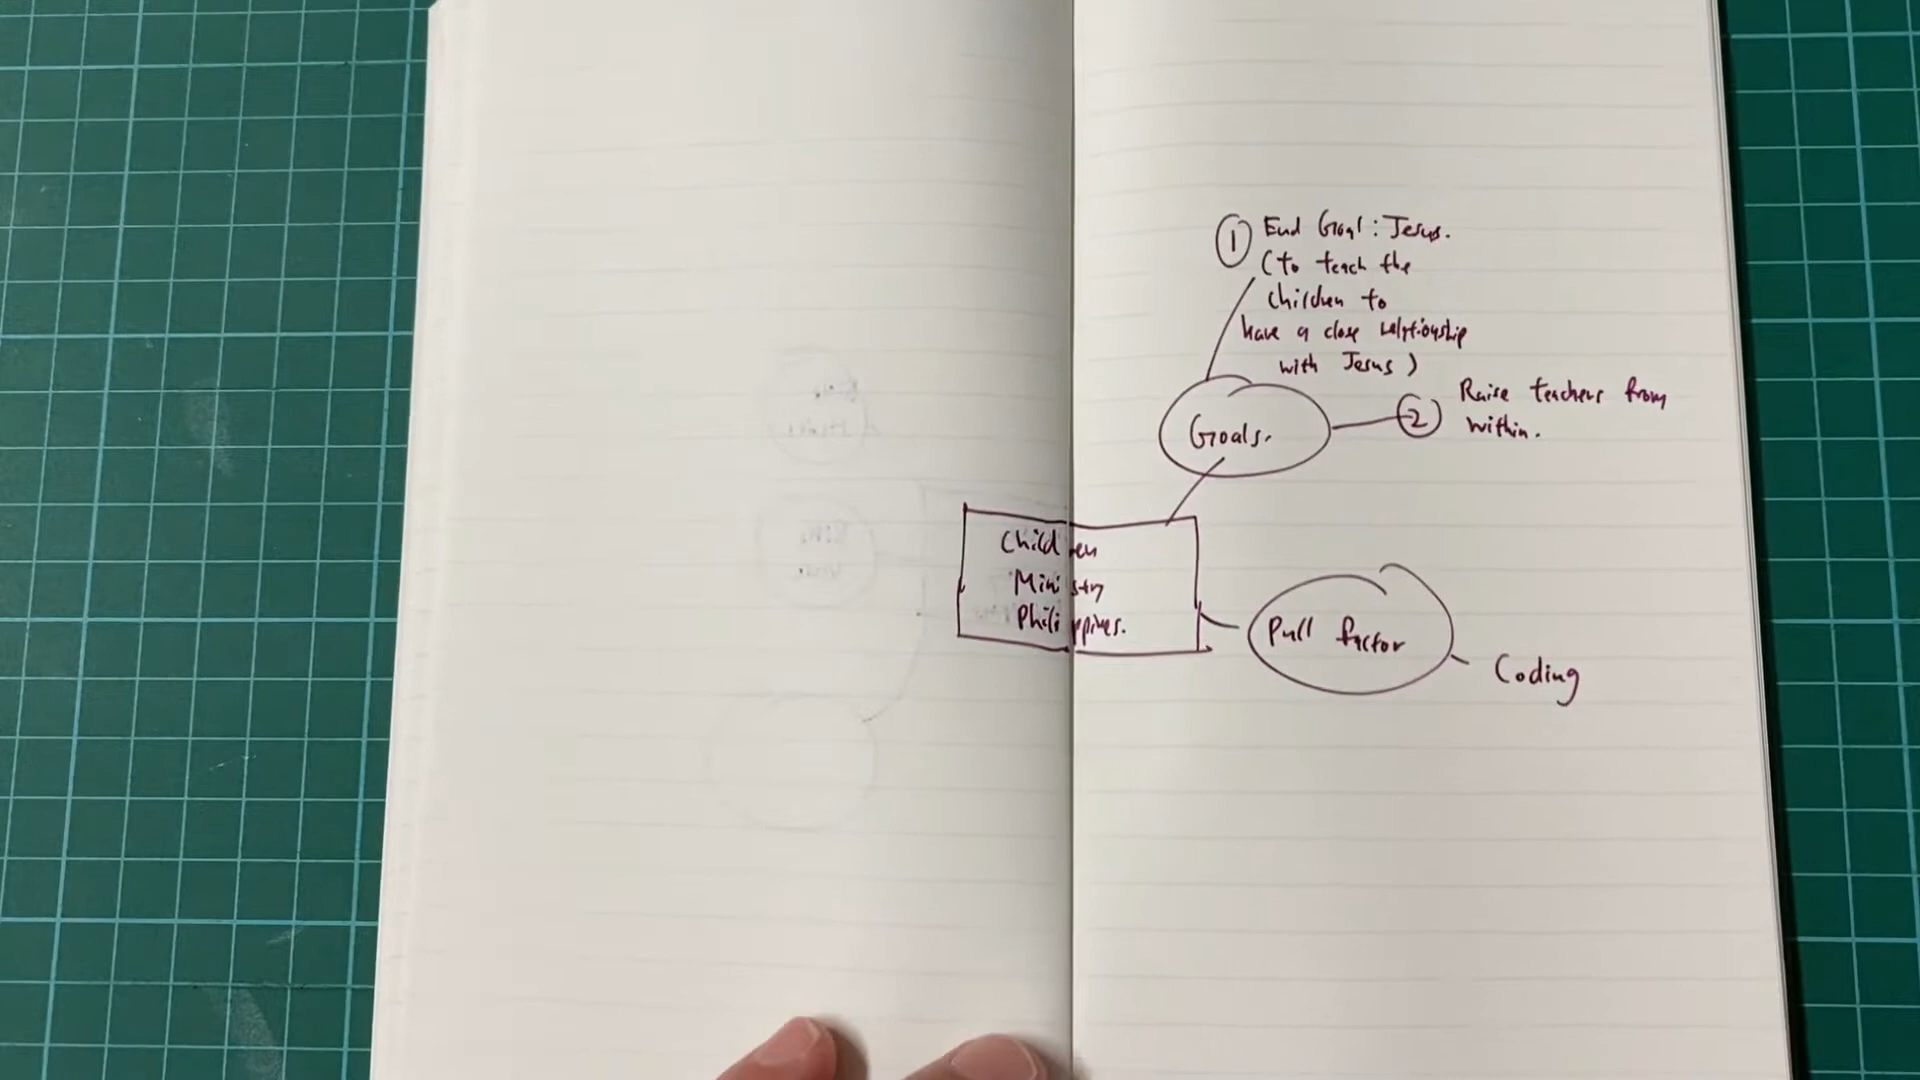 ① End Goal : Jesus.
(to teach the
children to
have a close relationship
with Jesus)
Goals.
② Raise teachers from
within.
Children
Ministry
Philippines.
Pull factor
Coding